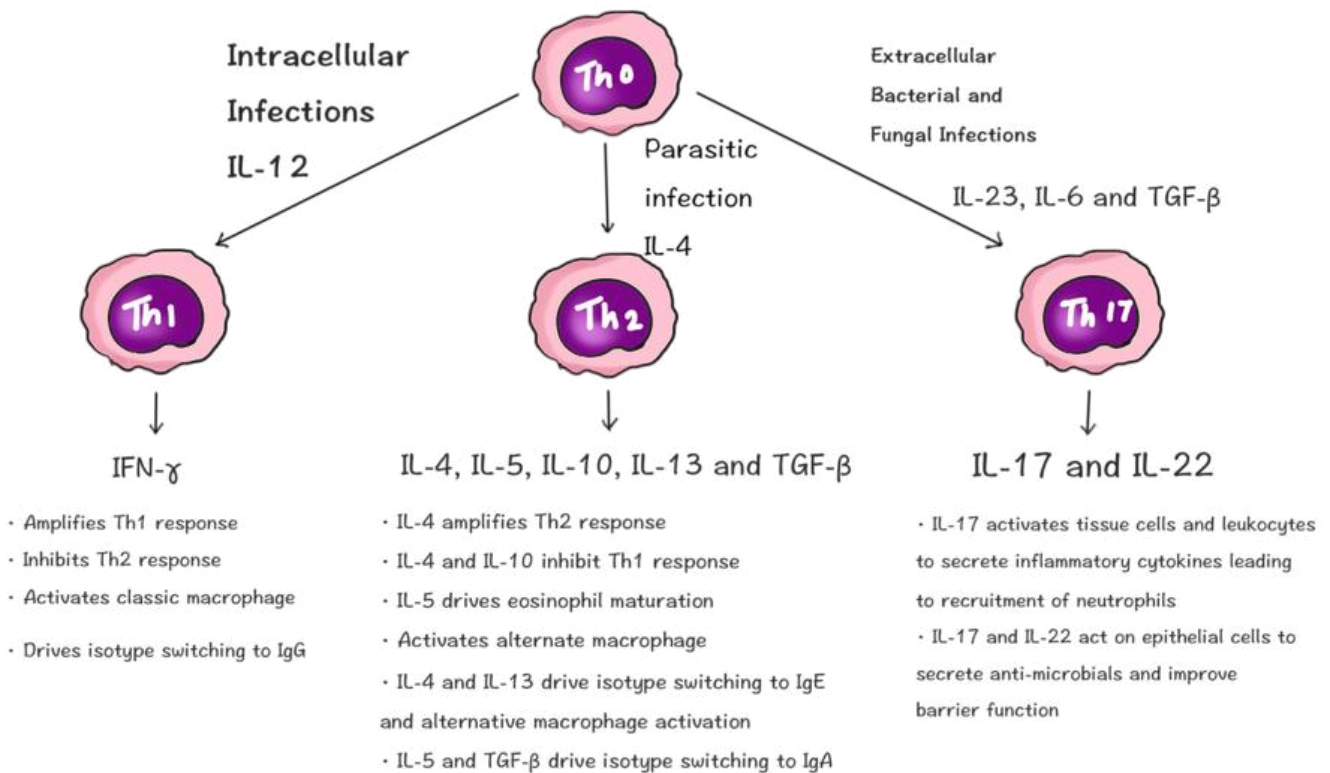 Th0
Intracellular
Infections
IL-12
Parasitic
infection
IL-4
Extracellular
Bacterial and
Fungal Infections
IL-23, IL-6 and TGF-β
Th1
IFN-γ
· Amplifies Th1 response
· Inhibits Th2 response
· Activates classic macrophage
· Drives isotype switching to IgG
Th2
IL-4, IL-5, IL-10, IL-13 and TGF-β
· IL-4 amplifies Th2 response
· IL-4 and IL-10 inhibit Th1 response
· IL-5 drives eosinophil maturation
· Activates alternate macrophage
· IL-4 and IL-13 drive isotype switching to IgE
and alternative macrophage activation
· IL-5 and TGF-β drive isotype switching to IgA
Th17
IL-17 and IL-22
· IL-17 activates tissue cells and leukocytes
to secrete inflammatory cytokines leading
to recruitment of neutrophils
· IL-17 and IL-22 act on epithelial cells to
secrete anti-microbials and improve
barrier function